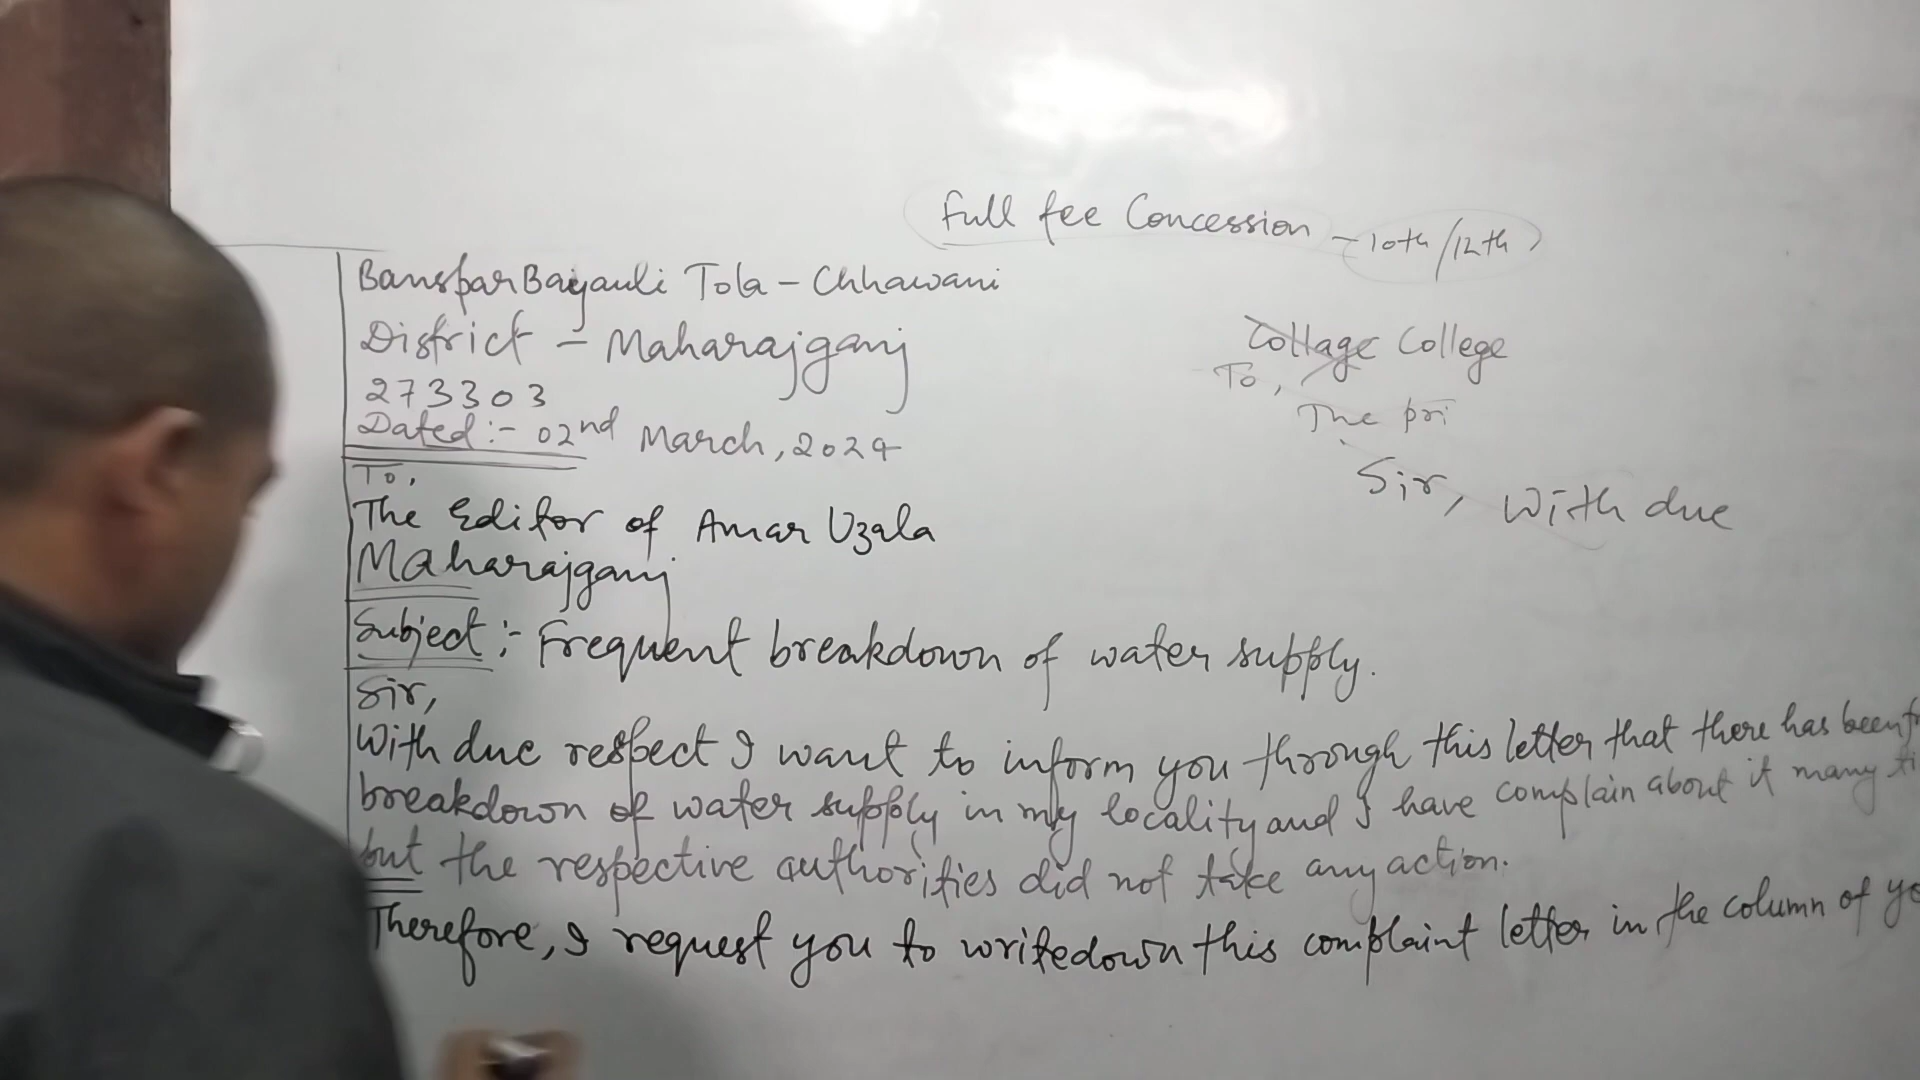 Full fee Concession - 10th/12th
Banspar Baijauli Tola - Chhawani
District - Maharajganj
273303
Dated :- 02nd March, 2024
To,
The Editor of Amar Uzala
Maharajganj
Subject :- Frequent breakdown of water supply.
Sir,
With due respect I want to inform you through this letter that there has been
breakdown of water supply in my locality and I have complain about it many
but the respective authorities did not take any action.
Therefore, I request you to writedown this complaint letter in the column of
Collage College
To,
The pri
Sir, With due